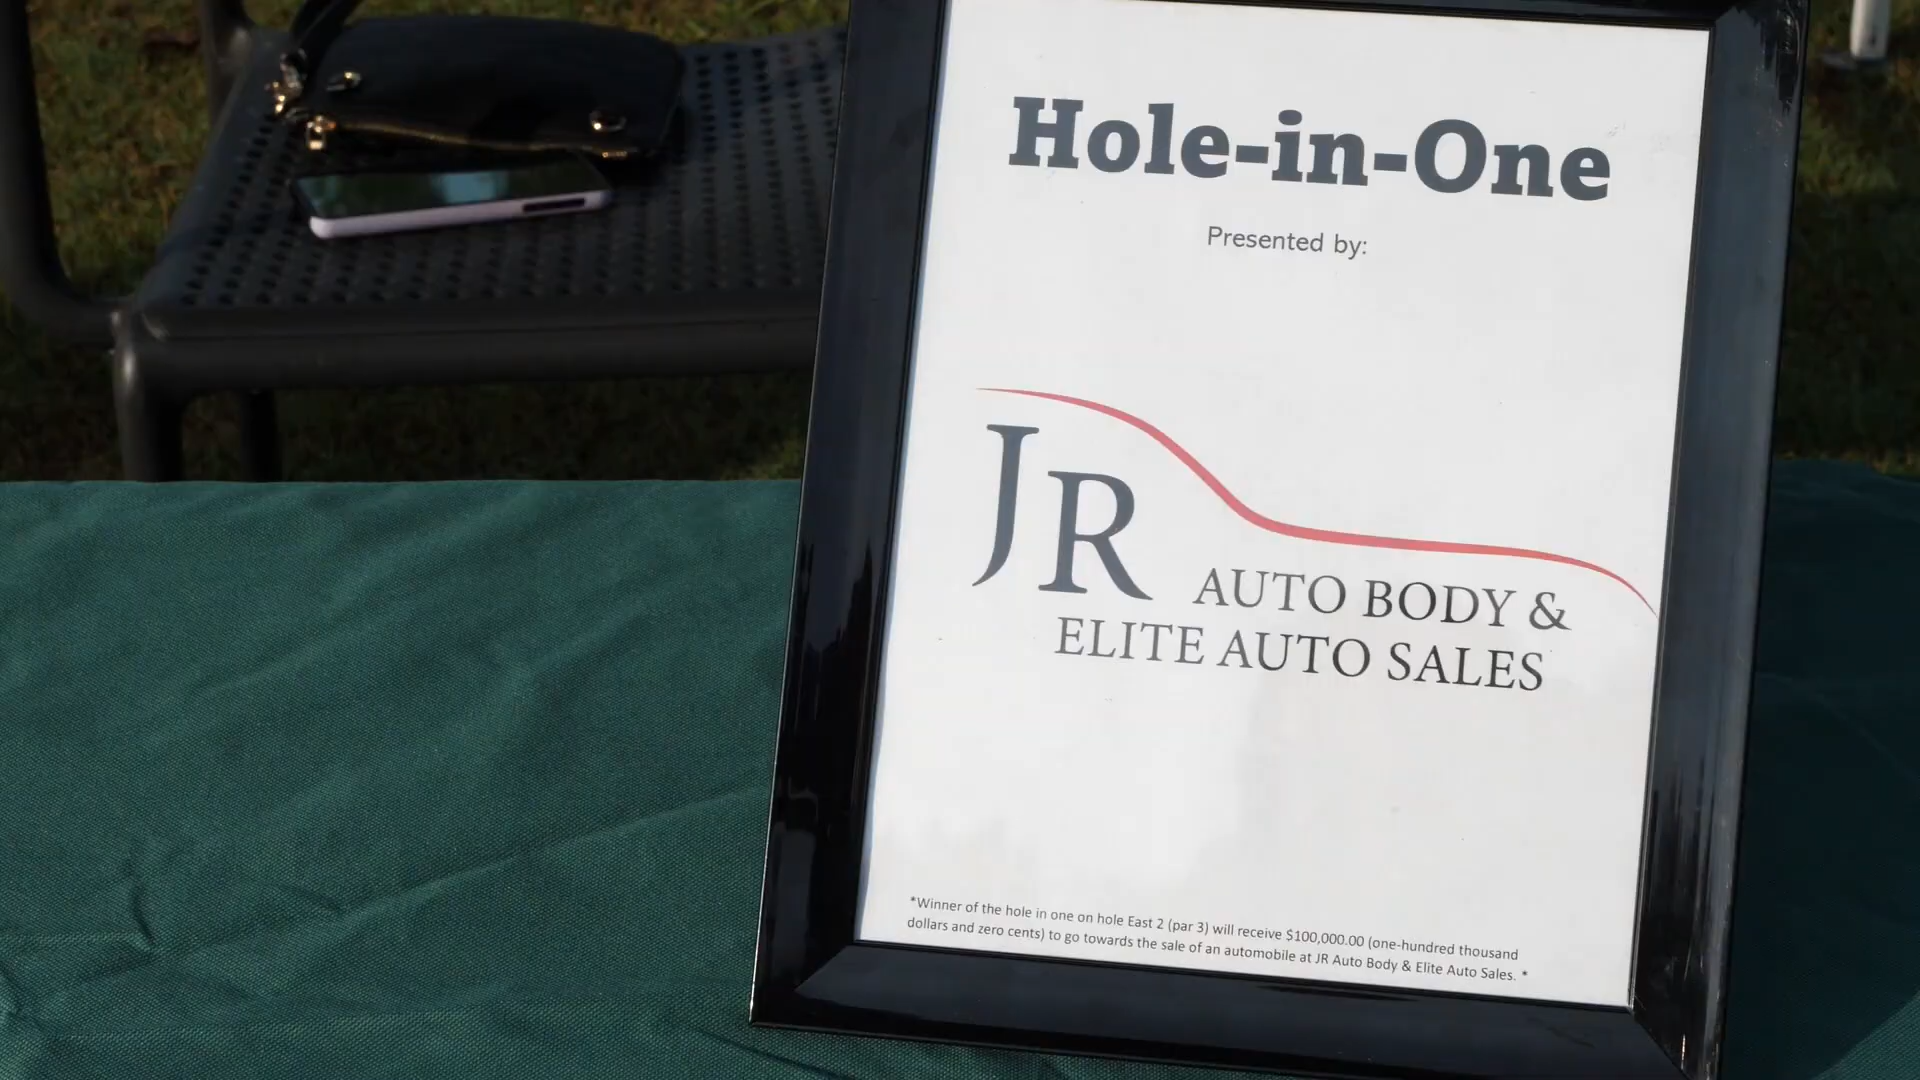 Hole-in-One
Presented by:
JR AUTO BODY &
ELITE AUTO SALES
*Winner of the hole in one on hole East 2 (par 3) will receive $100,000.00 (one-hundred thousand
dollars and zero cents) to go towards the sale of an automobile at JR Auto Body & Elite Auto Sales. *